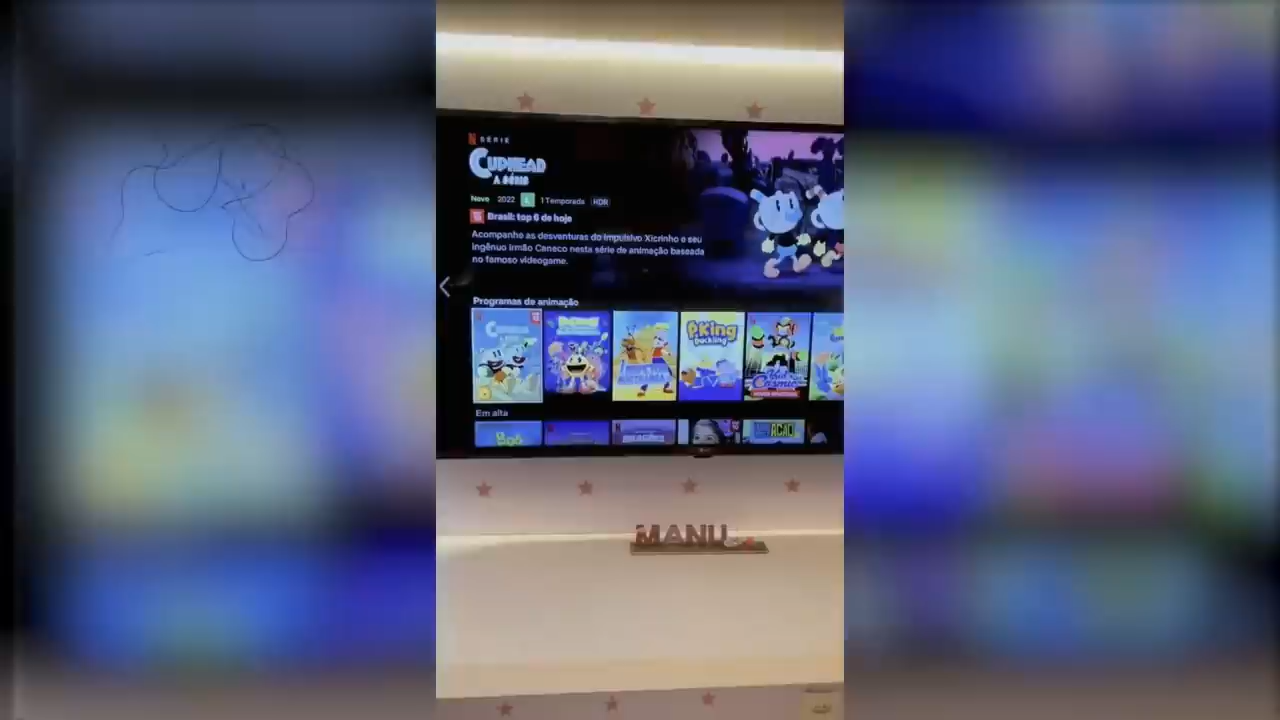 N SÉRIE
CUPHEAD
A SÉRIE
Novo 2022 L 1 Temporada HDR
Brasil: top 6 de hoje
Acompanhe as desventuras do impulsivo Xicrinho e seu
ingênuo irmão Caneco nesta série de animação baseada
no famoso videogame.
Programas de animação
CUPHEAD
PKing
Duckling
Em alta
AÇÃO
MANU